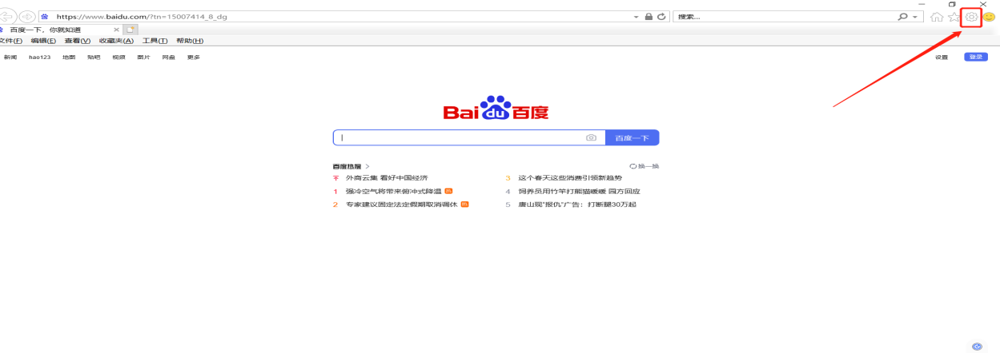 https://www.baidu.com/?tn=15007414_8_dg 搜索...
百度一下，你就知道
文件(F) 编辑(E) 查看(V) 收藏夹(A) 工具(T) 帮助(H)
新闻 hao123 地图 贴吧 视频 图片 网盘 更多 设置 登录
Bai du 百度
百度一下
百度热搜 > 换一换
外商云集 看好中国经济
3 这个春天这些消费引领新趋势
1 强冷空气将带来俯冲式降温 热
4 饲养员用竹竿打熊猫暖暖 园方回应
2 专家建议固定法定假期取消调休 热
5 唐山现"报仇"广告：打断腿30万起